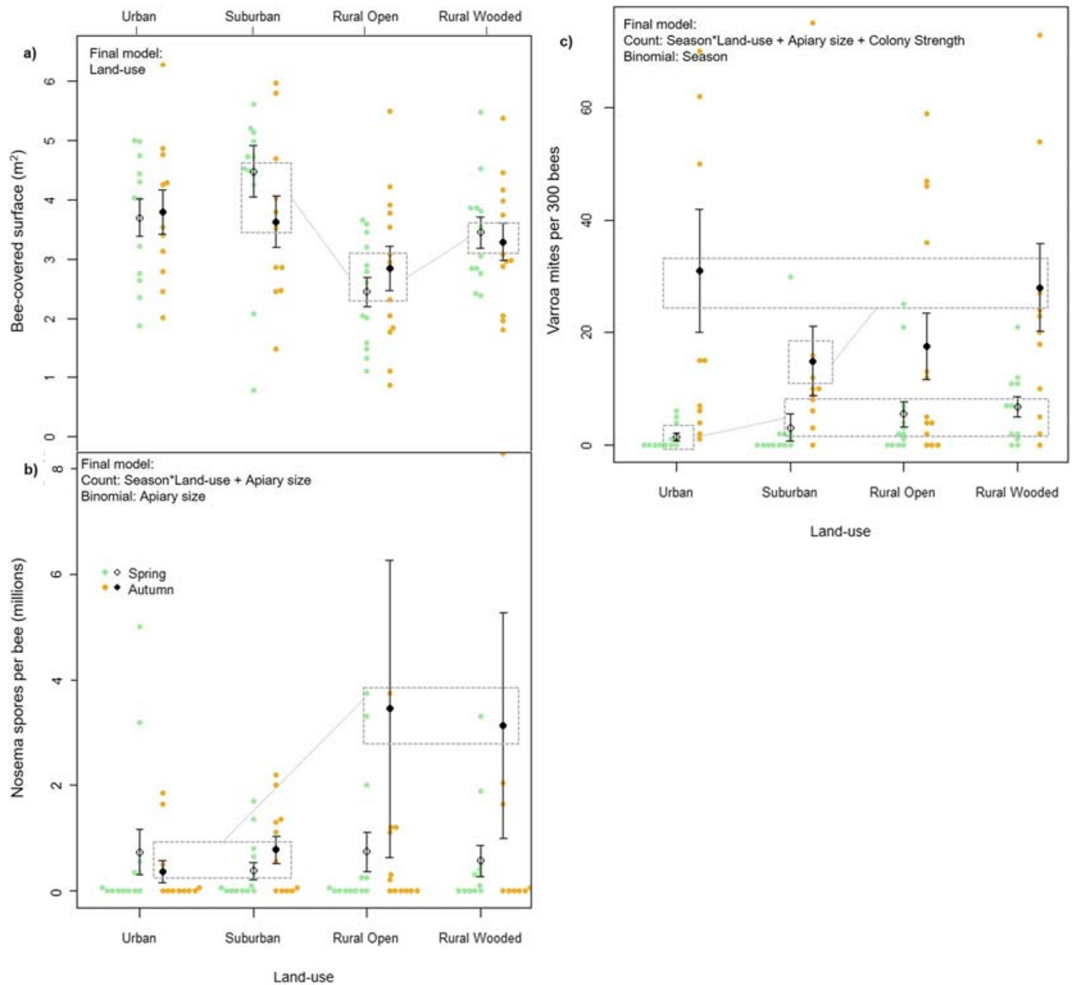 Urban Suburban Rural Open Rural Wooded
a)
Final model:
Land-use
Bee-covered surface (m²)
6
5
4
3
2
1
0
b)
Final model:
Count: Season*Land-use + Apiary size
Binomial: Apiary size
Nosema spores per bee (millions)
8
6
4
2
0
Spring
Autumn
Urban Suburban Rural Open Rural Wooded
Land-use
c)
Final model:
Count: Season*Land-use + Apiary size + Colony Strength
Binomial: Season
Varroa mites per 300 bees
60
40
20
0
Urban Suburban Rural Open Rural Wooded
Land-use